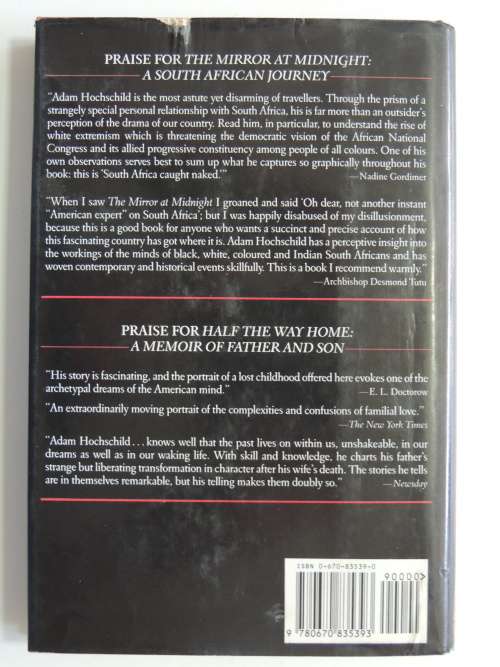 PRAISE FOR THE MIRROR AT MIDNIGHT:
A SOUTH AFRICAN JOURNEY
“Adam Hochschild is the most astute yet disarming of travellers. Through the prism of a
strangely special personal relationship with South Africa, his is far more than an outsider’s
perception of the drama of our country. Read him, in particular, to understand the rise of
white extremism which is threatening the democratic vision of the African National
Congress and its allied progressive constituency among people of all colours. One of his
own observations serves best to sum up what he captures so graphically throughout his
book: this is ‘South Africa caught naked.’”
—Nadine Gordimer
“When I saw The Mirror at Midnight I groaned and said ‘Oh dear, not another instant
“American expert” on South Africa’; but I was happily disabused of my disillusionment,
because this is a good book for anyone who wants a succinct and precise account of how
this fascinating country has got where it is. Adam Hochschild has a perceptive insight into
the workings of the minds of black, white, coloured and Indian South Africans and has
woven contemporary and historical events skillfully. This is a book I recommend warmly.”
—Archbishop Desmond Tutu
PRAISE FOR HALF THE WAY HOME:
A MEMOIR OF FATHER AND SON
“His story is fascinating, and the portrait of a lost childhood offered here evokes one of the
archetypal dreams of the American mind.” —E. L. Doctorow
“An extraordinarily moving portrait of the complexities and confusions of familial love.”
—The New York Times
“Adam Hochschild . . . knows well that the past lives on within us, unshakeable, in our
dreams as well as in our waking life. With skill and knowledge, he charts his father’s
strange but liberating transformation in character after his wife’s death. The stories he tells
are in themselves remarkable, but his telling makes them doubly so.” —Newsday
ISBN 0-670-83539-0
90000>
9 780670 835393